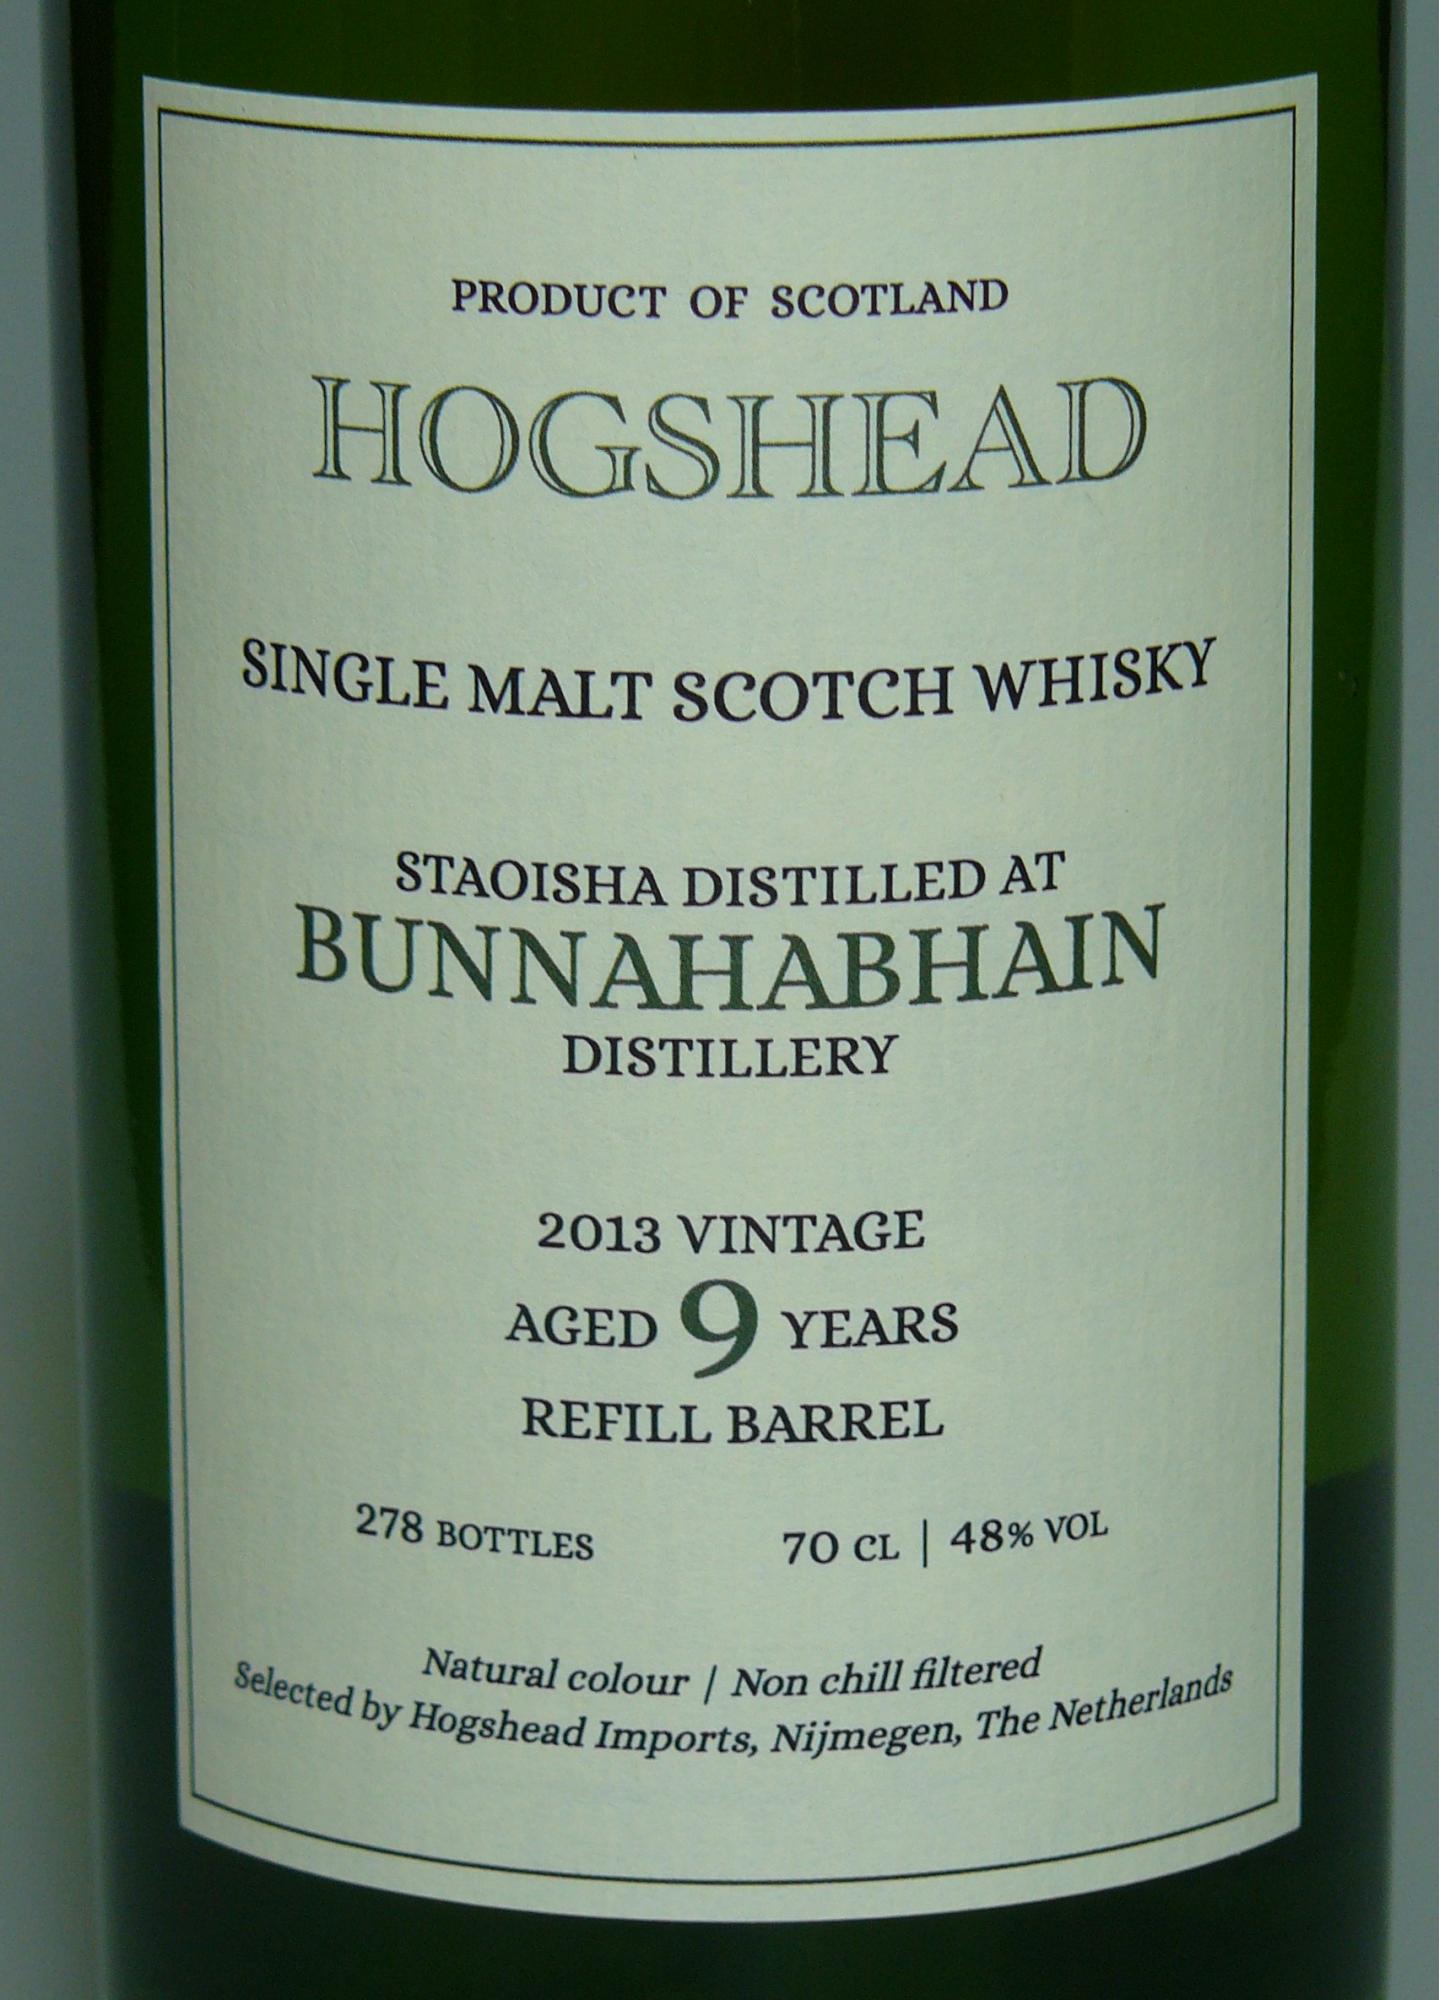 PRODUCT OF SCOTLAND
HOGSHEAD
SINGLE MALT SCOTCH WHISKY
STAOISHA DISTILLED AT
BUNNAHABHAIN
DISTILLERY
2013 VINTAGE
AGED 9 YEARS
REFILL BARREL
278 BOTTLES 70 CL | 48% VOL
Natural colour | Non chill filtered
Selected by Hogshead Imports, Nijmegen, The Netherlands